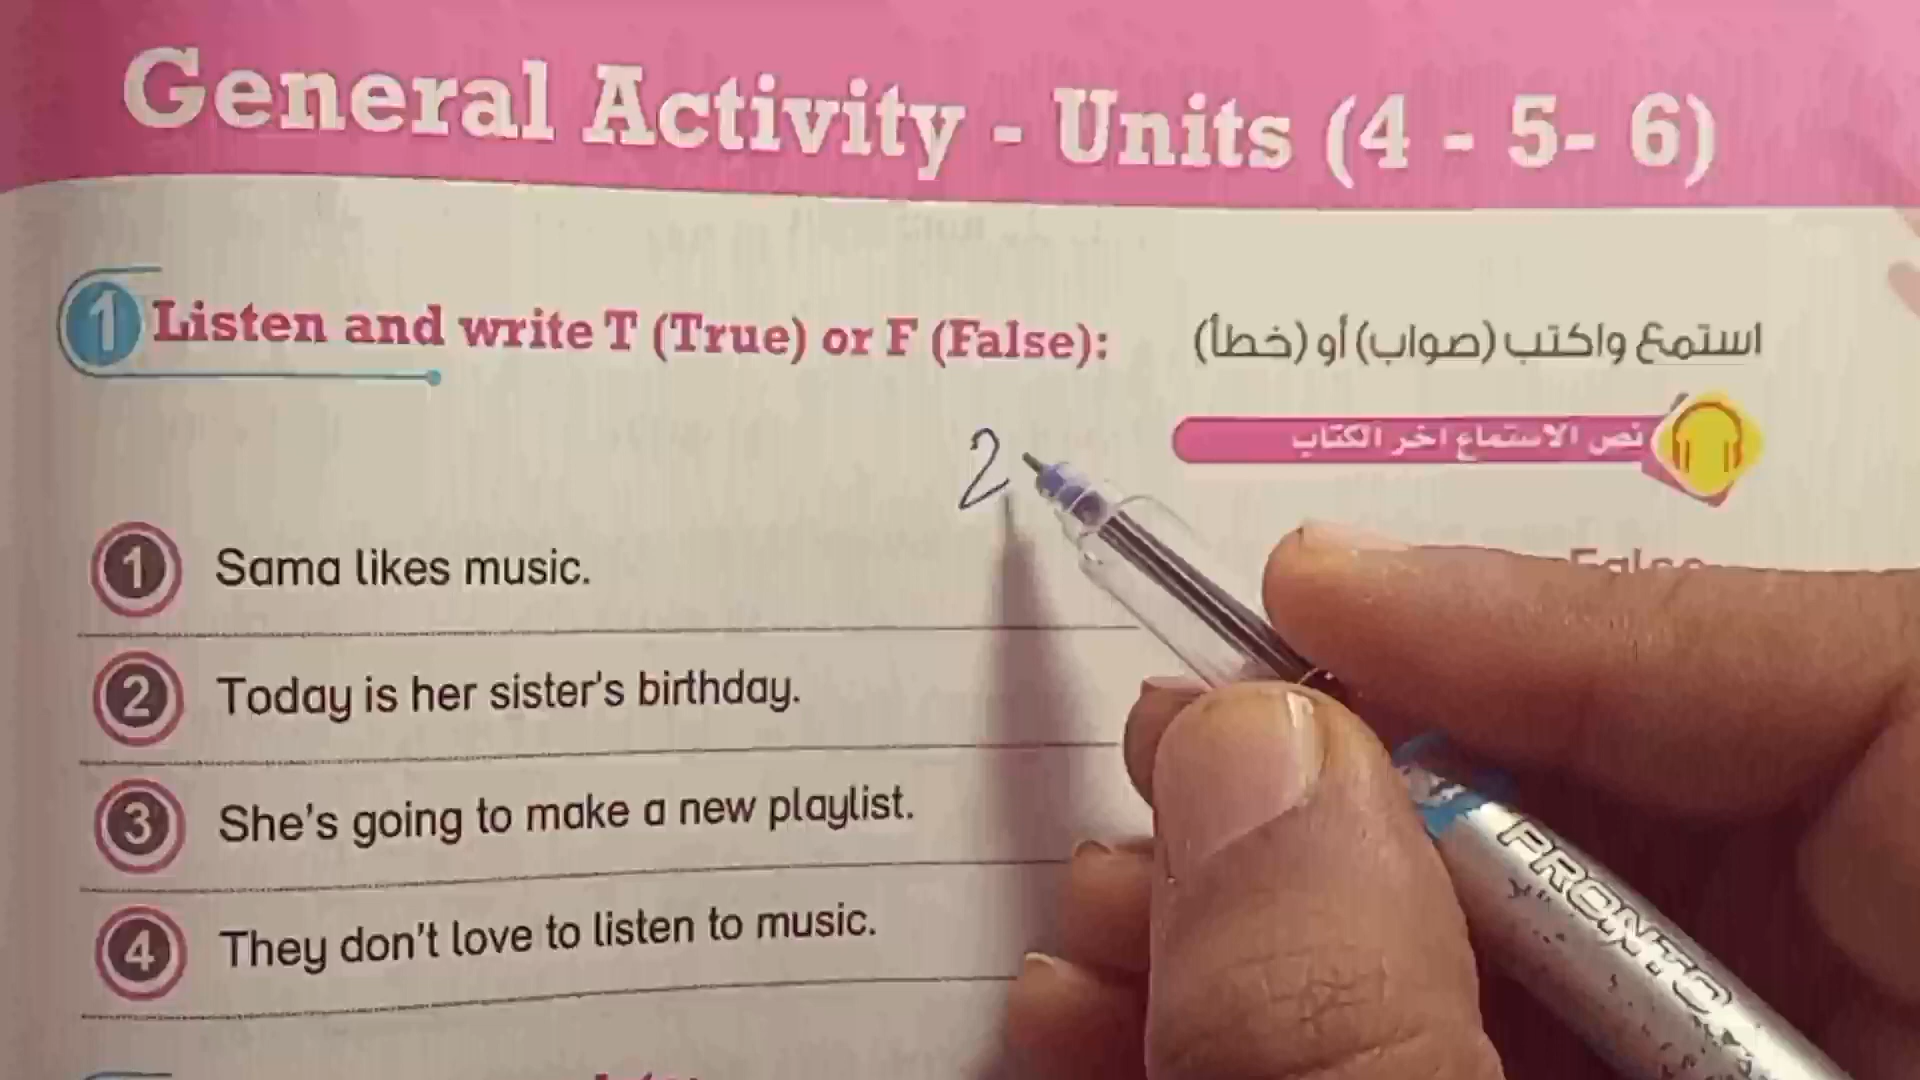 General Activity - Units (4 - 5- 6)
1 Listen and write T (True) or F (False): استمع واكتب (صواب) أو (خطأ)
نص الاستماع اخر الكتاب
2
1 Sama likes music.
False
2 Today is her sister's birthday.
3 She's going to make a new playlist.
4 They don't love to listen to music.
PRONTO